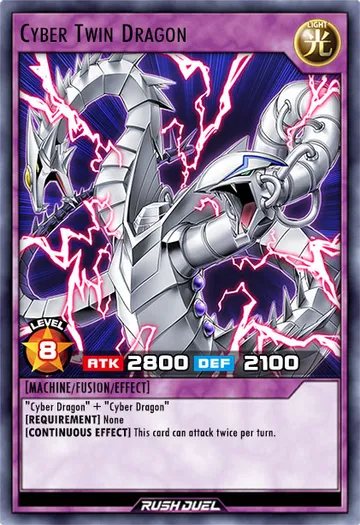 Cyber Twin Dragon
LIGHT
光
LEVEL
8
ATK 2800 DEF 2100
[MACHINE/FUSION/EFFECT]
"Cyber Dragon" + "Cyber Dragon"
[REQUIREMENT] None
[CONTINUOUS EFFECT] This card can attack twice per turn.
RUSH DUEL